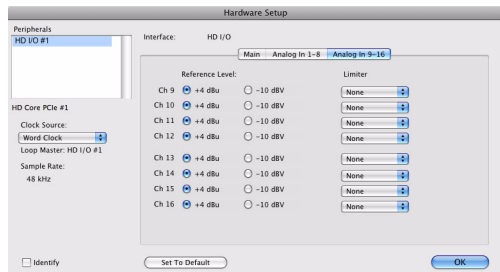 Hardware Setup
Peripherals
HD I/O #1
HD Core PCIe #1
Clock Source:
Word Clock
Loop Master: HD I/O #1
Sample Rate:
48 kHz
Identify
Interface: HD I/O
Main Analog In 1-8 Analog In 9-16
Reference Level: Limiter
Ch 9 +4 dBu -10 dBV None
Ch 10 +4 dBu -10 dBV None
Ch 11 +4 dBu -10 dBV None
Ch 12 +4 dBu -10 dBV None
Ch 13 +4 dBu -10 dBV None
Ch 14 +4 dBu -10 dBV None
Ch 15 +4 dBu -10 dBV None
Ch 16 +4 dBu -10 dBV None
Set To Default OK